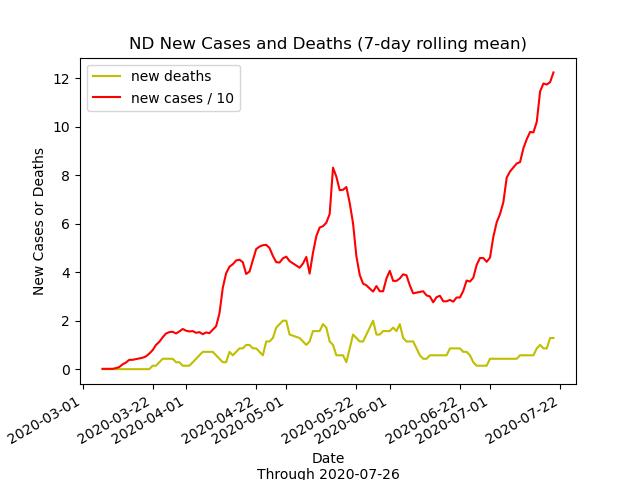 ND New Cases and Deaths (7-day rolling mean)
new deaths
new cases / 10
New Cases or Deaths
12
10
8
6
4
2
0
2020-03-01
2020-03-22
2020-04-01
2020-04-22
2020-05-01
2020-05-22
2020-06-01
2020-06-22
2020-07-01
2020-07-22
Date
Through 2020-07-26